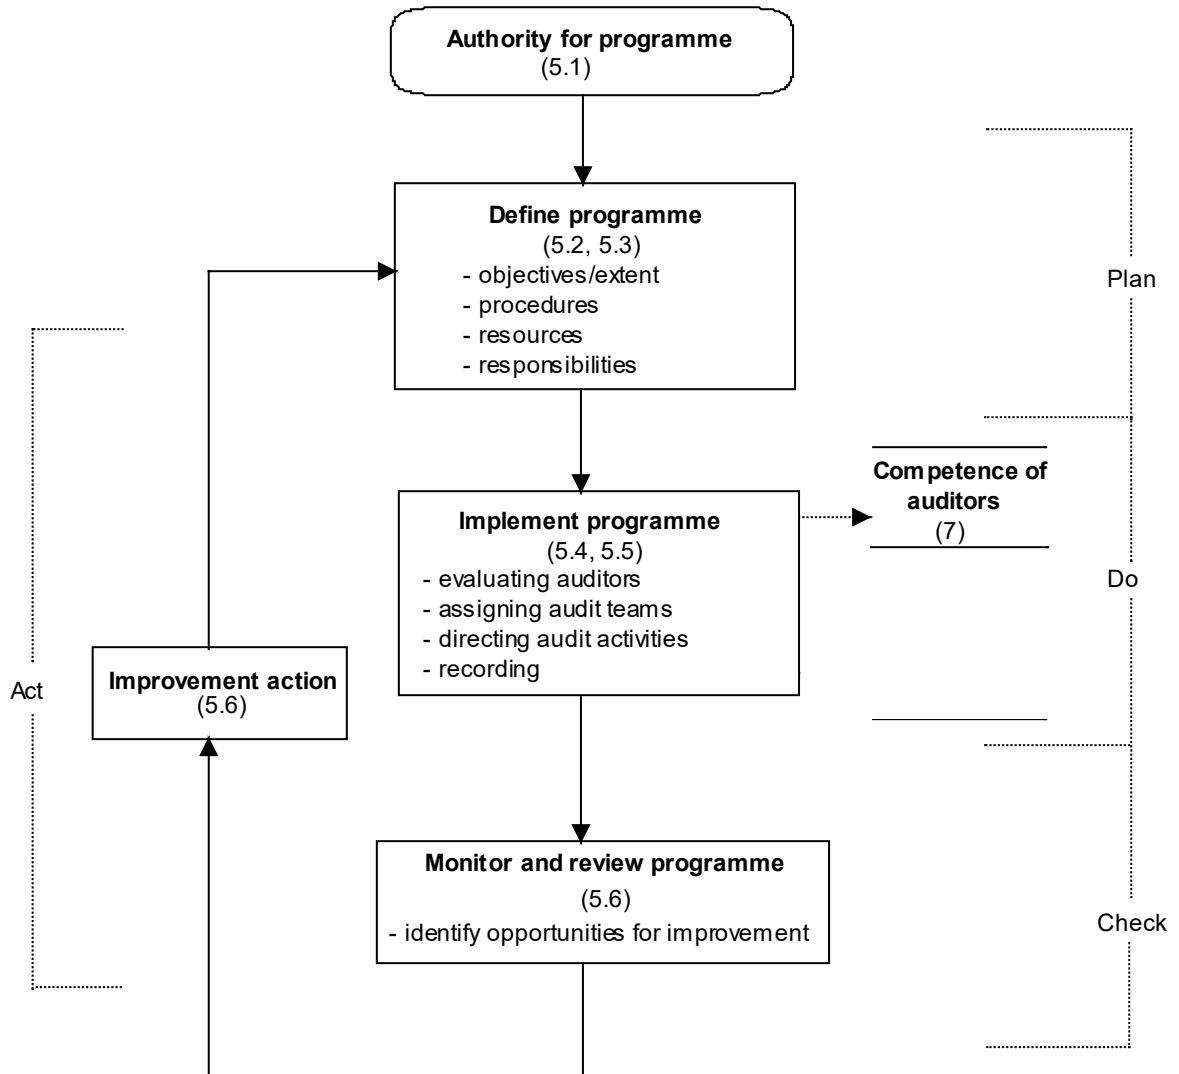 Authority for programme
(5.1)
Define programme
(5.2, 5.3)
- objectives/extent
- procedures
- resources
- responsibilities
Plan
Competence of
auditors
(7)
Implement programme
(5.4, 5.5)
- evaluating auditors
- assigning audit teams
- directing audit activities
- recording
Do
Act
Improvement action
(5.6)
Monitor and review programme
(5.6)
- identify opportunities for improvement
Check